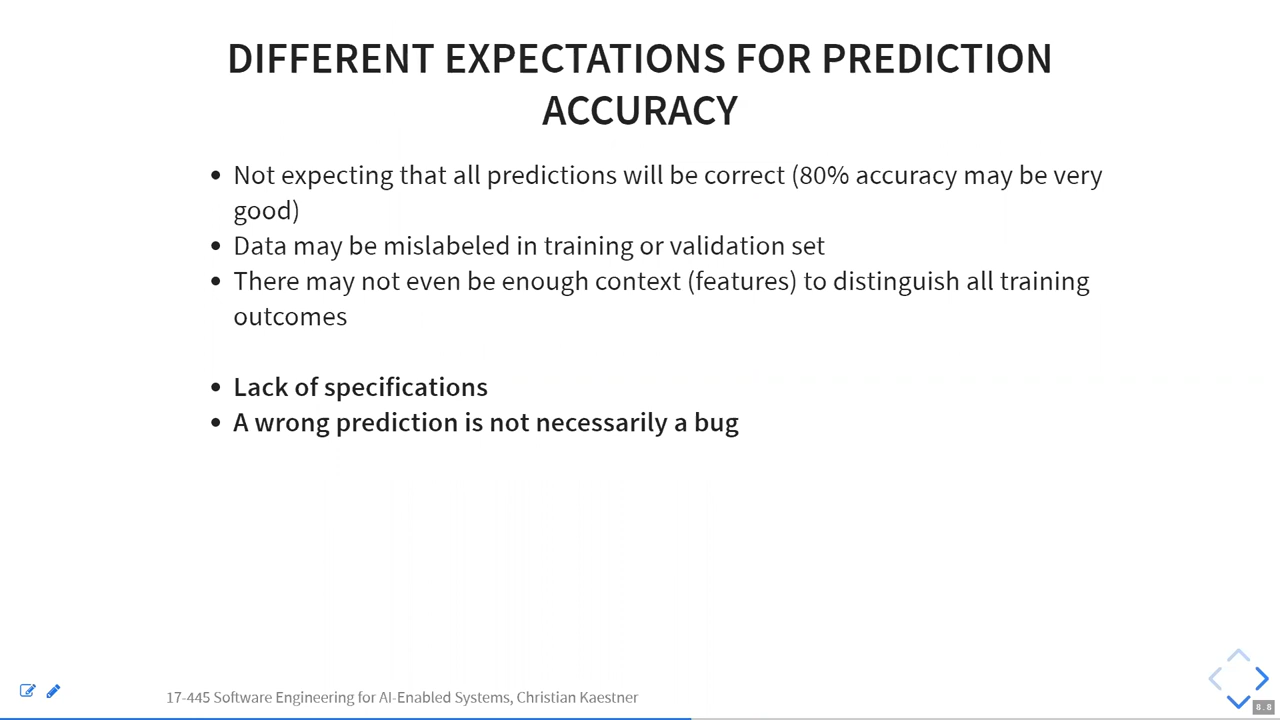 DIFFERENT EXPECTATIONS FOR PREDICTION
ACCURACY
• Not expecting that all predictions will be correct (80% accuracy may be very
good)
• Data may be mislabeled in training or validation set
• There may not even be enough context (features) to distinguish all training
outcomes
• Lack of specifications
• A wrong prediction is not necessarily a bug
17-445 Software Engineering for AI-Enabled Systems, Christian Kaestner
8.8